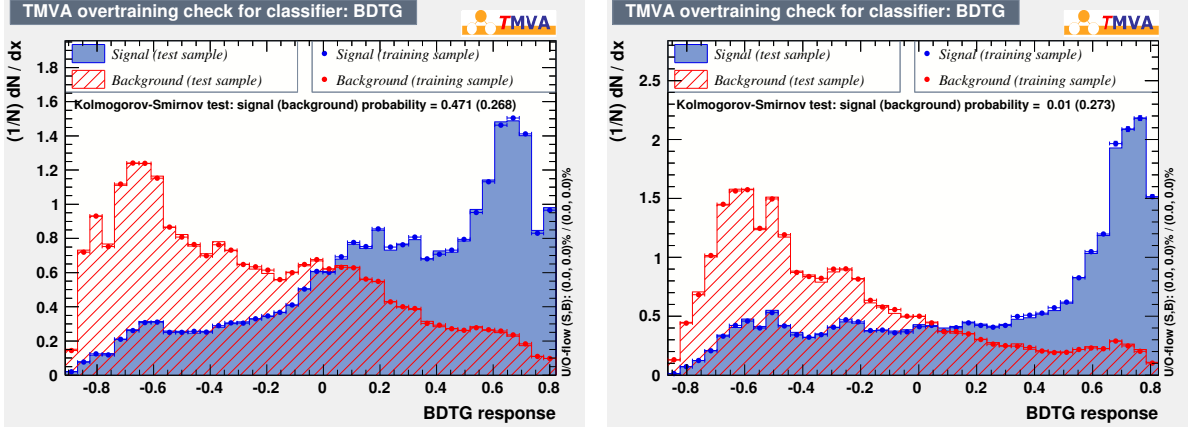 TMVA overtraining check for classifier: BDTG
TMVA
Signal (test sample)
Background (test sample)
Signal (training sample)
Background (training sample)
Kolmogorov-Smirnov test: signal (background) probability = 0.471 (0.268)
(1/N) dN / dx
1.8
1.6
1.4
1.2
1
0.8
0.6
0.4
0.2
0
-0.8 -0.6 -0.4 -0.2 0 0.2 0.4 0.6 0.8
BDTG response
U/O-flow (S,B): (0.0, 0.0)% / (0.0, 0.0)%
TMVA overtraining check for classifier: BDTG
TMVA
Signal (test sample)
Background (test sample)
Signal (training sample)
Background (training sample)
Kolmogorov-Smirnov test: signal (background) probability = 0.01 (0.273)
(1/N) dN / dx
2.5
2
1.5
1
0.5
0
-0.8 -0.6 -0.4 -0.2 0 0.2 0.4 0.6 0.8
BDTG response
U/O-flow (S,B): (0.0, 0.0)% / (0.0, 0.0)%